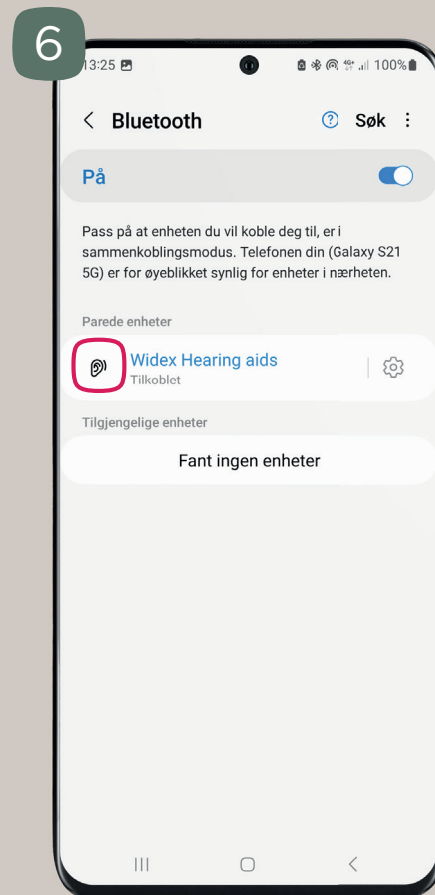 6
13:25
4G+
100%
Bluetooth
Søk
På
Pass på at enheten du vil koble deg til, er i
sammenkoblingsmodus. Telefonen din (Galaxy S21
5G) er for øyeblikket synlig for enheter i nærheten.
Parede enheter
Widex Hearing aids
Tilkoblet
Tilgjengelige enheter
Fant ingen enheter